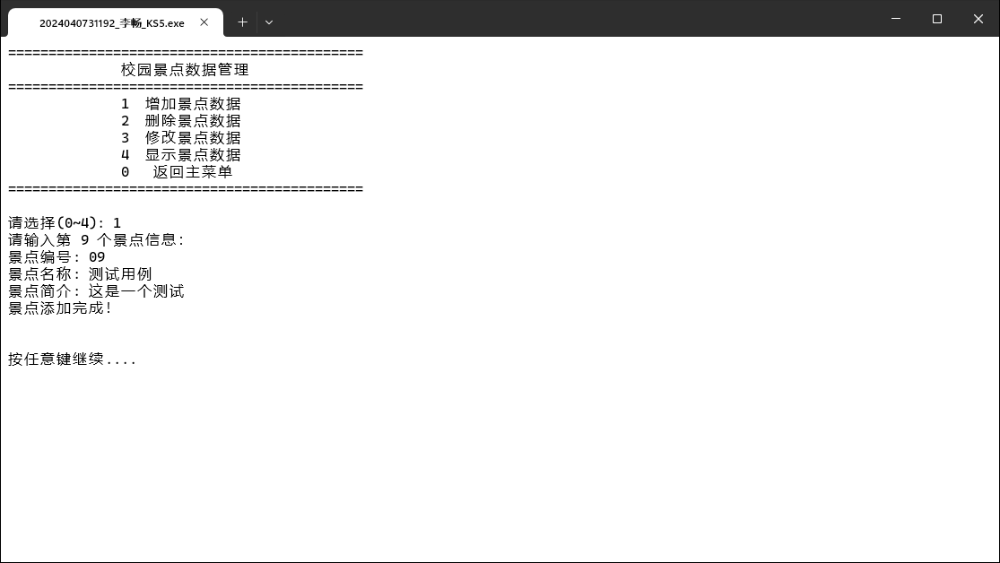 2024040731192_李畅_KS5.exe
==========================================
校园景点数据管理
==========================================
1 增加景点数据
2 删除景点数据
3 修改景点数据
4 显示景点数据
0 返回主菜单
==========================================
请选择(0~4): 1
请输入第 9 个景点信息:
景点编号: 09
景点名称: 测试用例
景点简介: 这是一个测试
景点添加完成!
按任意键继续....